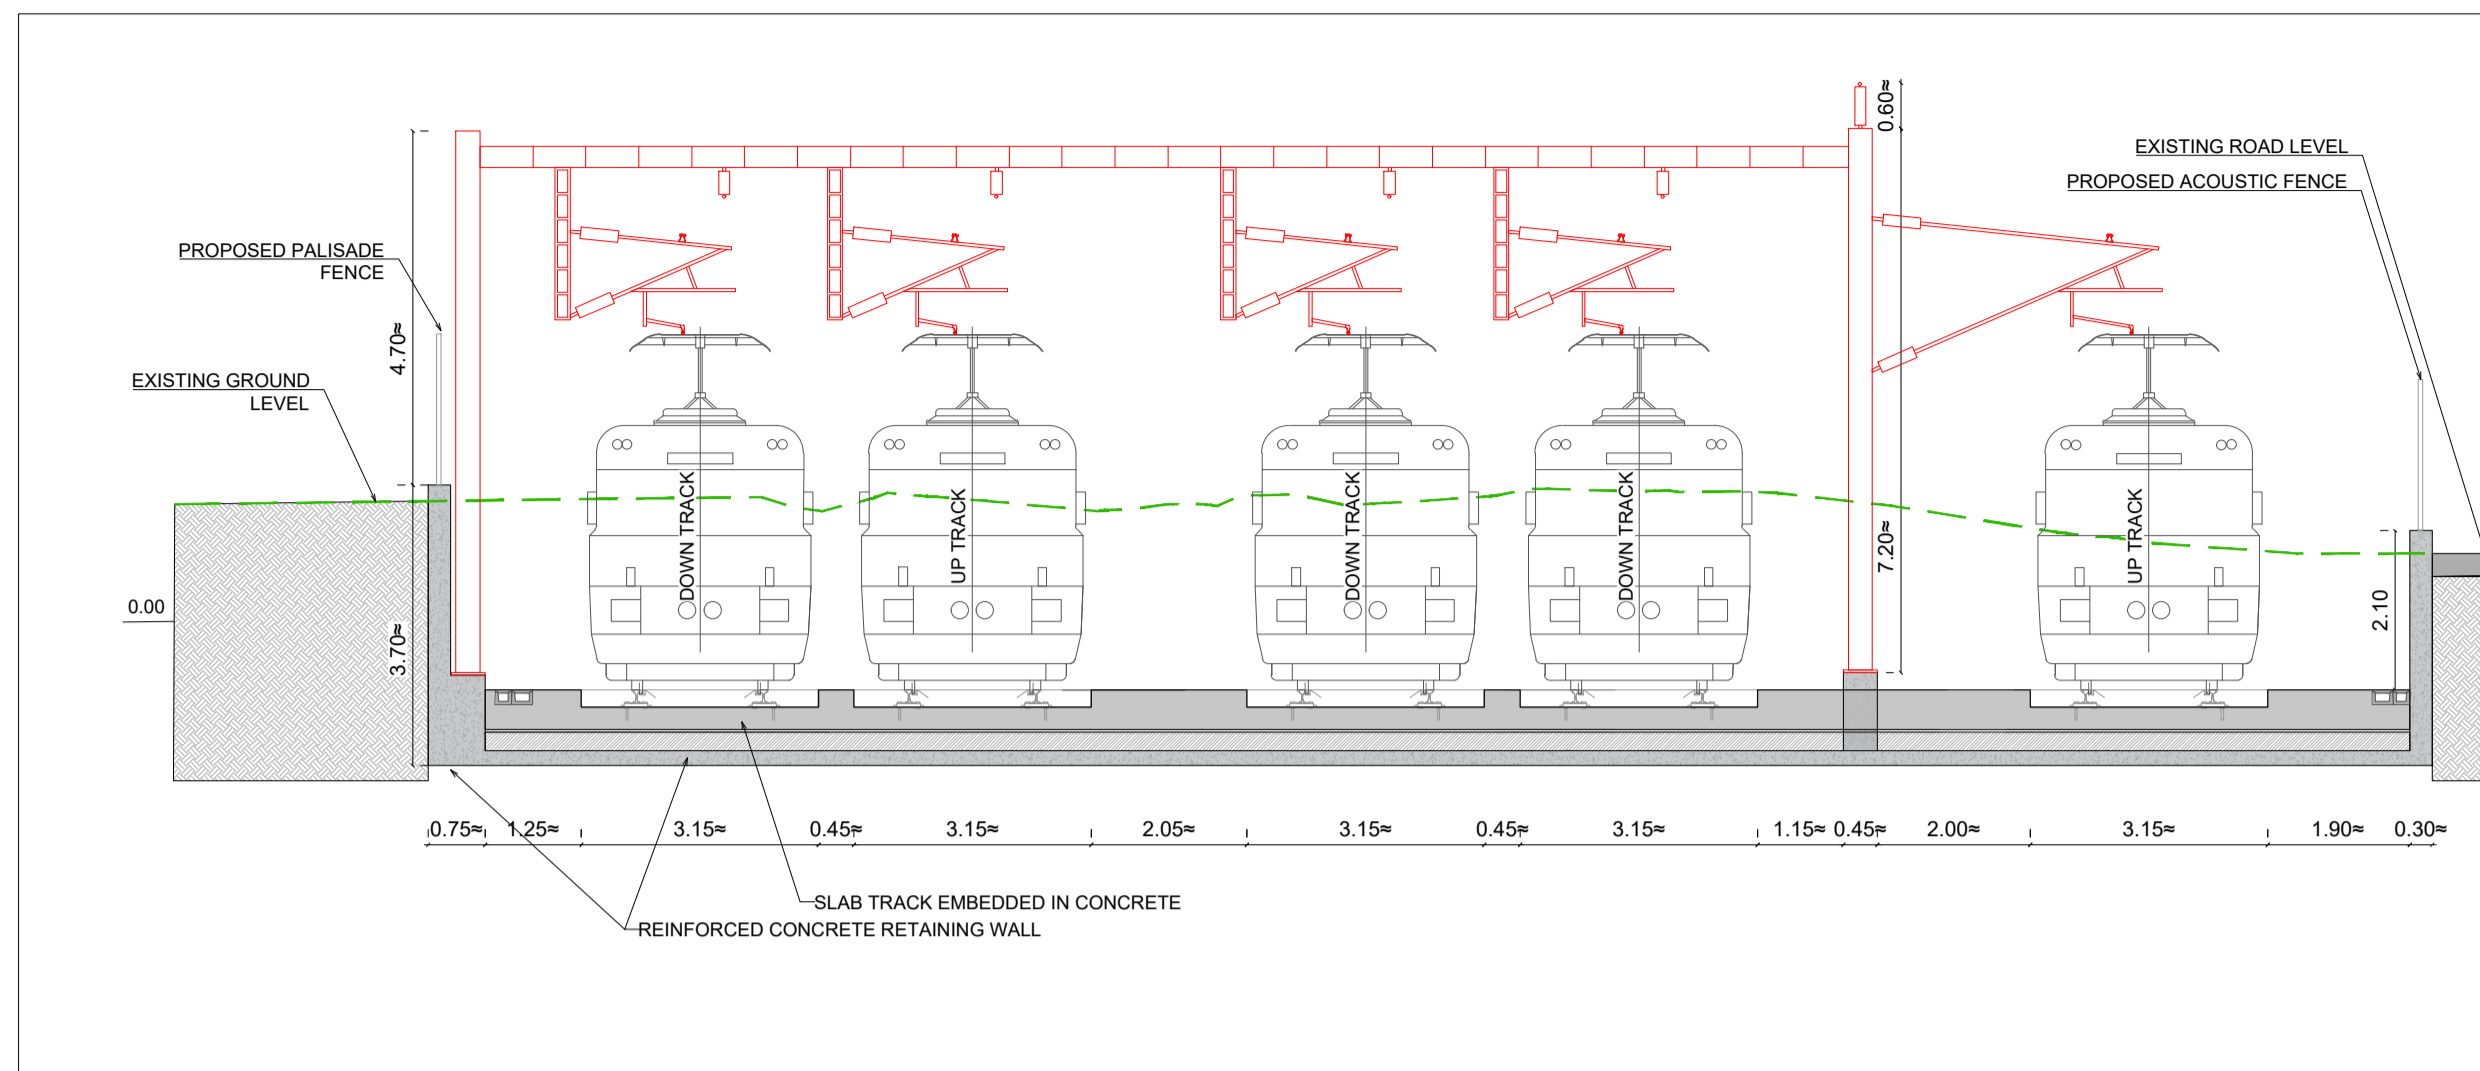 0.60≈
EXISTING ROAD LEVEL
PROPOSED ACOUSTIC FENCE
PROPOSED PALISADE
FENCE
4.70≈
EXISTING GROUND
LEVEL
DOWN TRACK
UP TRACK
DOWN TRACK
DOWN TRACK
UP TRACK
7.20≈
0.00
3.70≈
2.10
0.75≈ 1.25≈ 3.15≈ 0.45≈ 3.15≈ 2.05≈ 3.15≈ 0.45≈ 3.15≈ 1.15≈ 0.45≈ 2.00≈ 3.15≈ 1.90≈ 0.30≈
SLAB TRACK EMBEDDED IN CONCRETE
REINFORCED CONCRETE RETAINING WALL